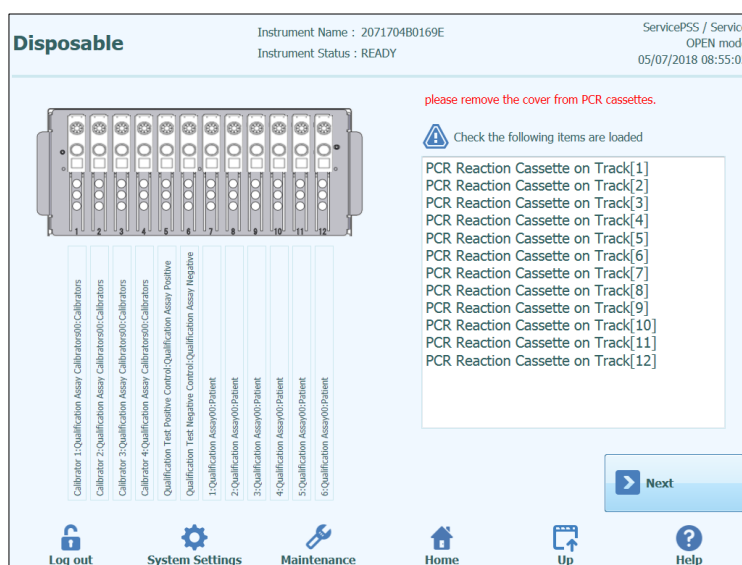 Disposable
Instrument Name : 2071704B0169E
Instrument Status : READY
ServicePSS / Servic
OPEN mod
05/07/2018 08:55:0
please remove the cover from PCR cassettes.
Check the following items are loaded
PCR Reaction Cassette on Track[1]
PCR Reaction Cassette on Track[2]
PCR Reaction Cassette on Track[3]
PCR Reaction Cassette on Track[4]
PCR Reaction Cassette on Track[5]
PCR Reaction Cassette on Track[6]
PCR Reaction Cassette on Track[7]
PCR Reaction Cassette on Track[8]
PCR Reaction Cassette on Track[9]
PCR Reaction Cassette on Track[10]
PCR Reaction Cassette on Track[11]
PCR Reaction Cassette on Track[12]
1 2 3 4 5 6 7 8 9 10 11 12
Calibrator 1:Qualification Assay Calibrators00:Calibrators
Calibrator 2:Qualification Assay Calibrators00:Calibrators
Calibrator 3:Qualification Assay Calibrators00:Calibrators
Calibrator 4:Qualification Assay Calibrators00:Calibrators
Qualification Test Positive Control:Qualification Assay Positive
Qualification Test Negative Control:Qualification Assay Negative
1:Qualification Assay00:Patient
2:Qualification Assay00:Patient
3:Qualification Assay00:Patient
4:Qualification Assay00:Patient
5:Qualification Assay00:Patient
6:Qualification Assay00:Patient
Next
Log out
System Settings
Maintenance
Home
Up
Help